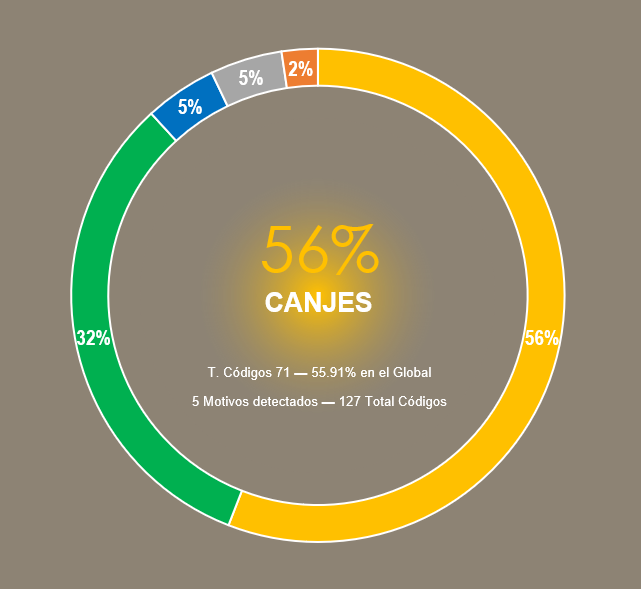 2%
5%
5%
56%
CANJES
32%
56%
T. Códigos 71 — 55.91% en el Global
5 Motivos detectados — 127 Total Códigos